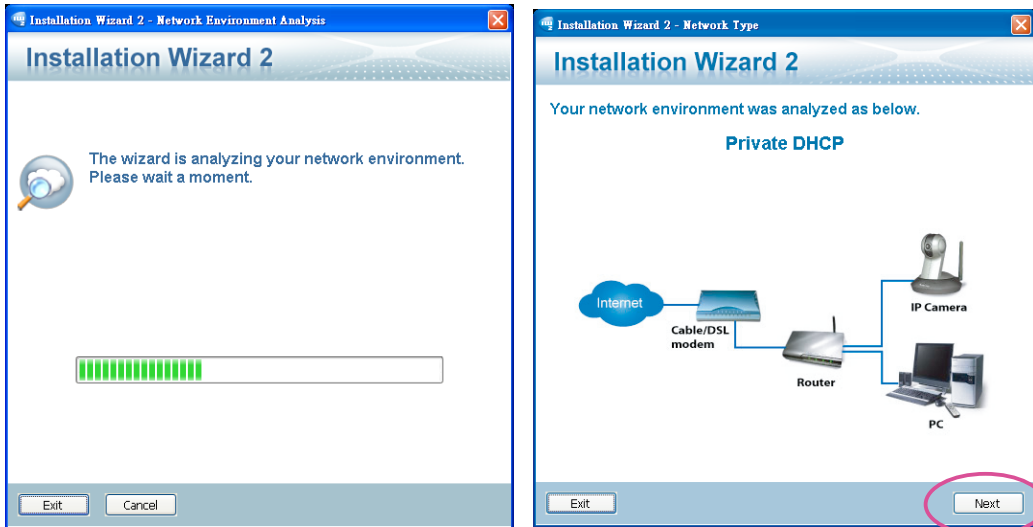 Installation Wizard 2 - Network Environment Analysis
Installation Wizard 2
The wizard is analyzing your network environment.
Please wait a moment.
Exit
Cancel
Installation Wizard 2 - Network Type
Installation Wizard 2
Your network environment was analyzed as below.
Private DHCP
Internet
Cable/DSL
modem
Router
IP Camera
PC
Exit
Next